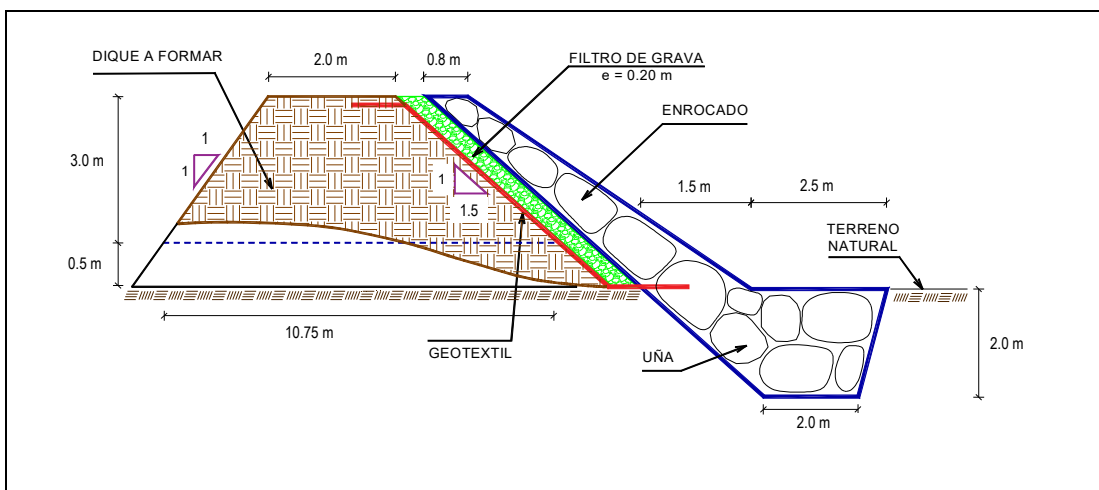 DIQUE A FORMAR
2.0 m
0.8 m
FILTRO DE GRAVA
e = 0.20 m
ENROCADO
3.0 m
1
1
1
1.5
1.5 m
2.5 m
TERRENO
NATURAL
0.5 m
10.75 m
GEOTEXTIL
UÑA
2.0 m
2.0 m